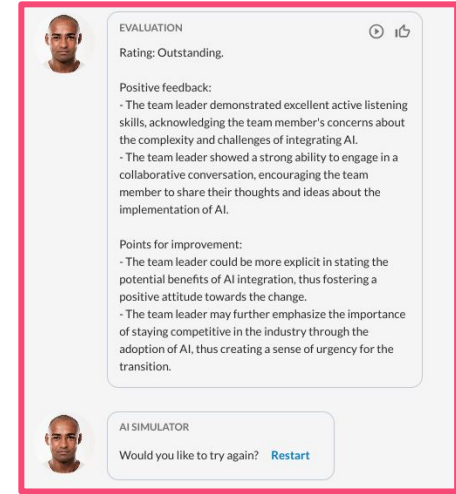 EVALUATION
Rating: Outstanding.
Positive feedback:
- The team leader demonstrated excellent active listening
skills, acknowledging the team member's concerns about
the complexity and challenges of integrating AI.
- The team leader showed a strong ability to engage in a
collaborative conversation, encouraging the team
member to share their thoughts and ideas about the
implementation of AI.
Points for improvement:
- The team leader could be more explicit in stating the
potential benefits of AI integration, thus fostering a
positive attitude towards the change.
- The team leader may further emphasize the importance
of staying competitive in the industry through the
adoption of AI, thus creating a sense of urgency for the
transition.
AI SIMULATOR
Would you like to try again? Restart